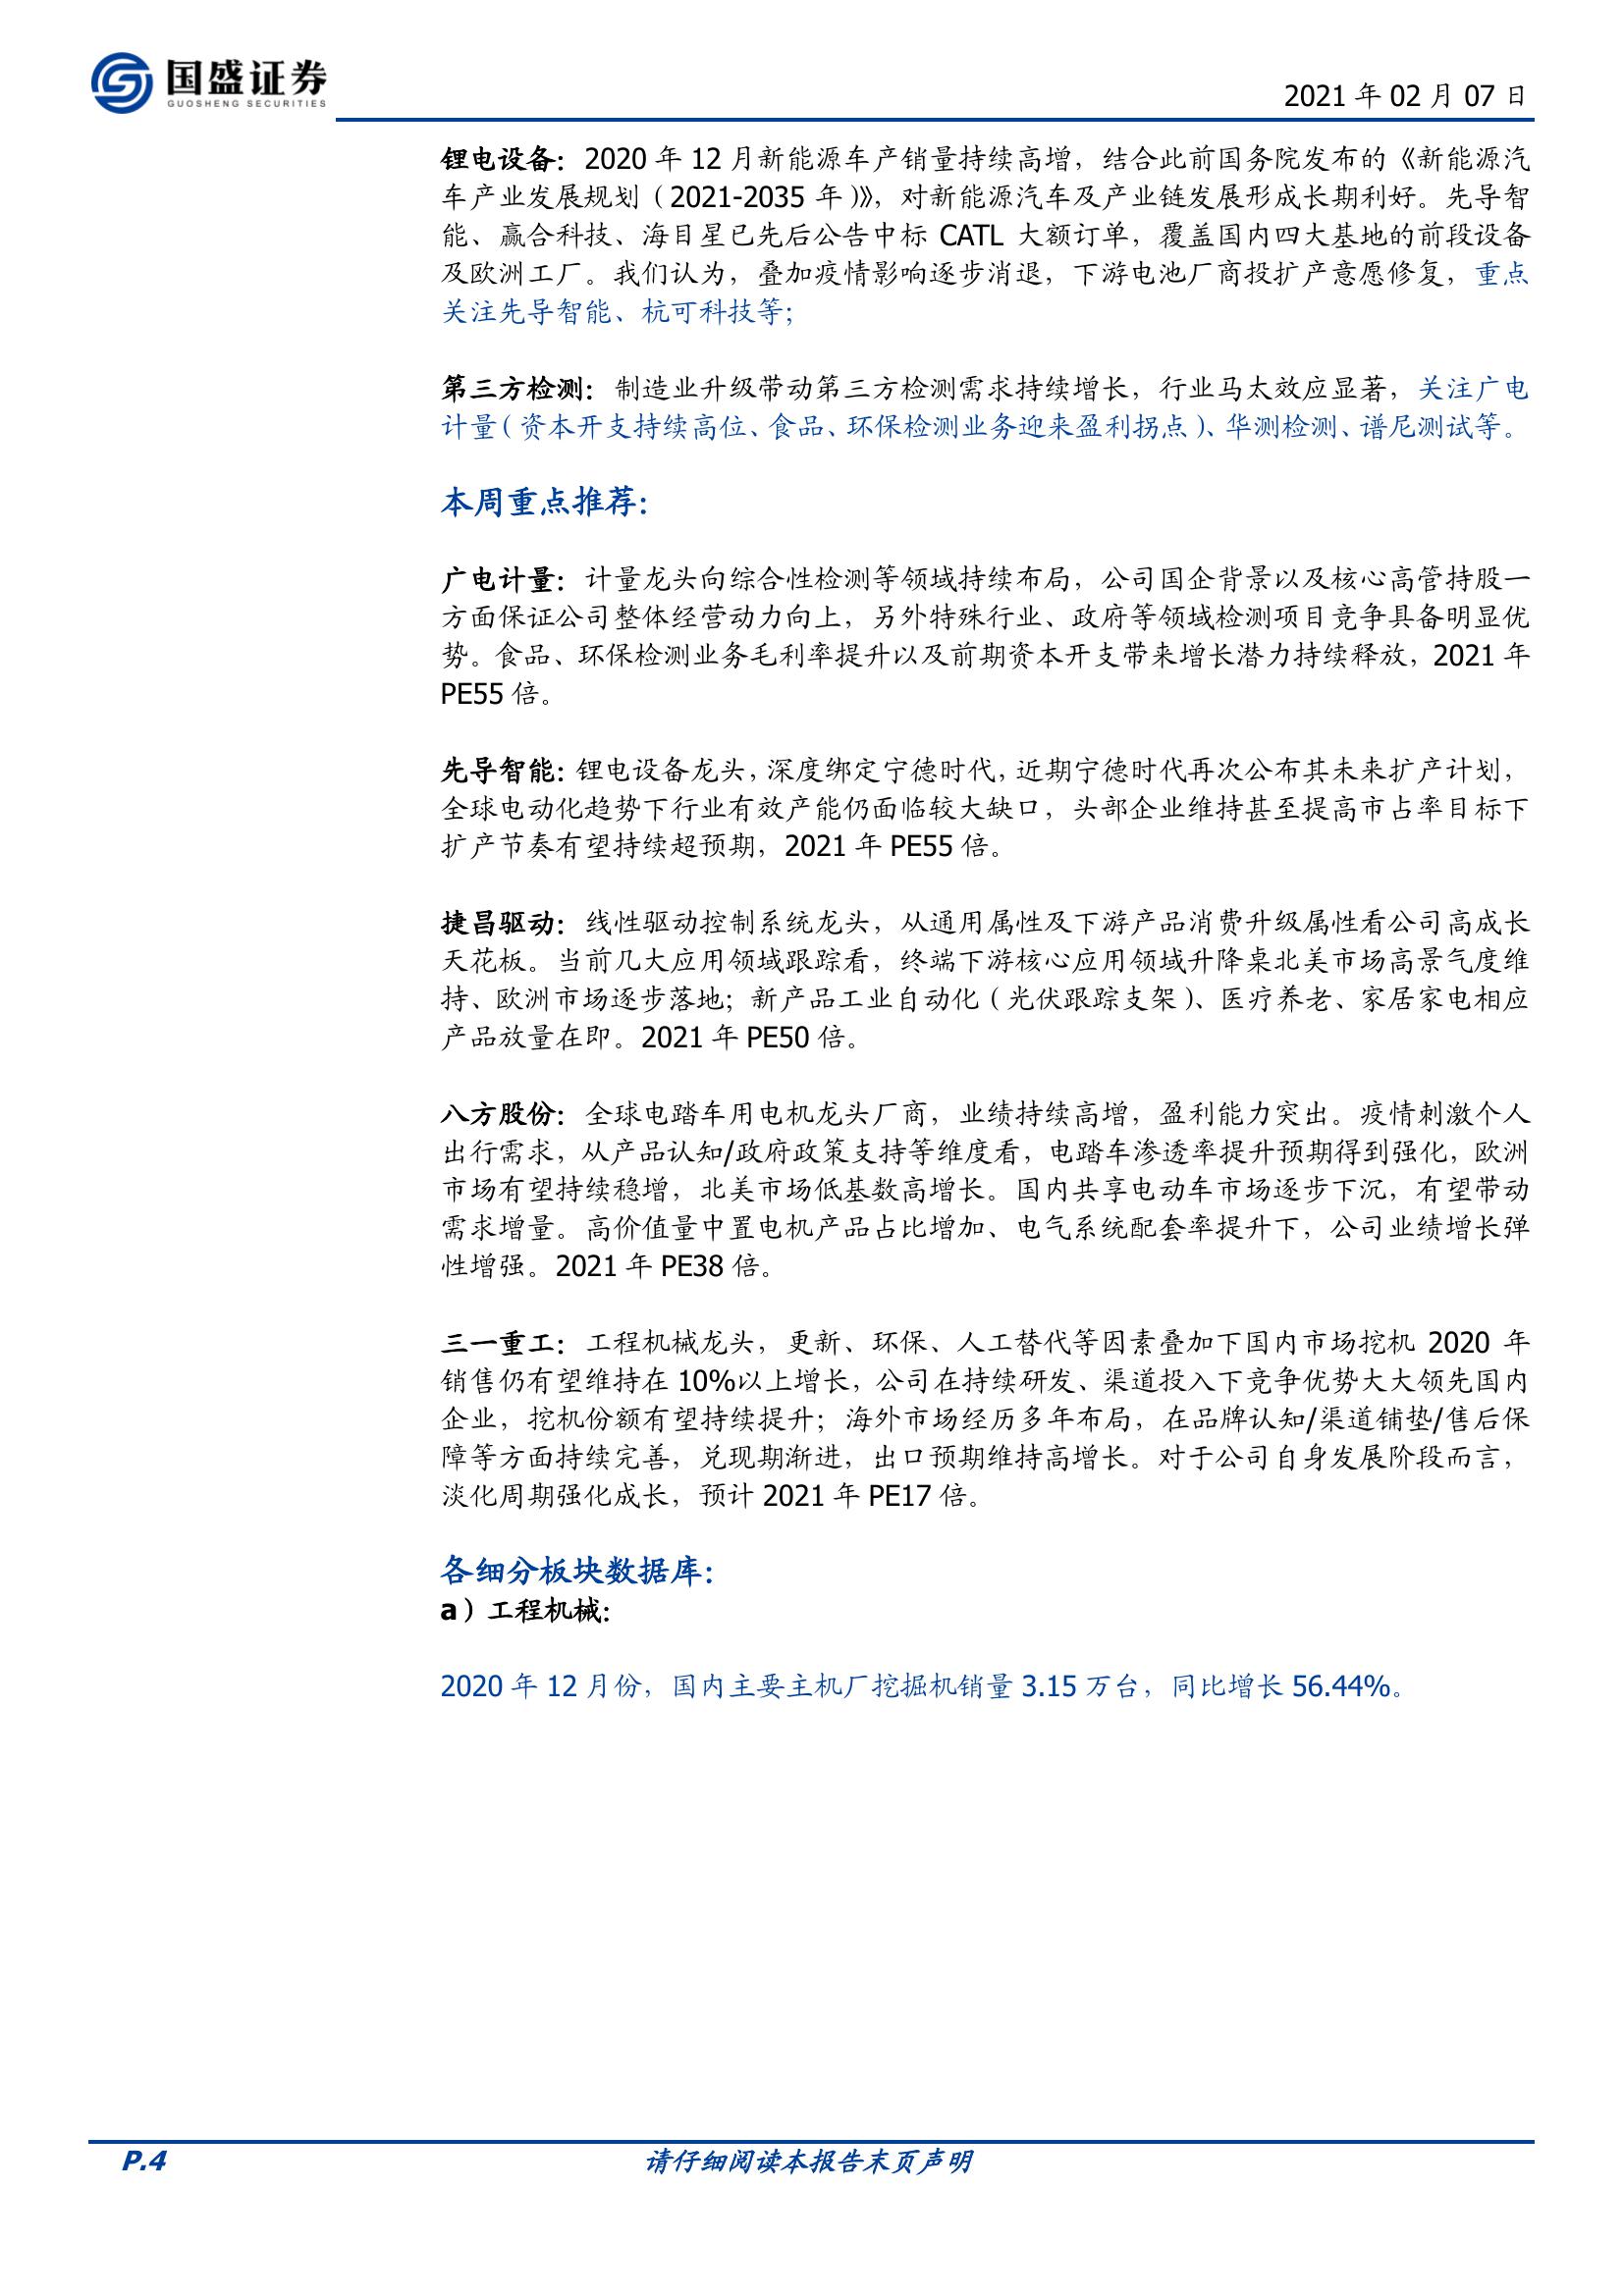 国盛证券
GUOSHENG SECURITIES
2021 年 02 月 07 日
锂电设备：2020 年 12 月新能源车产销量持续高增，结合此前国务院发布的《新能源汽
车产业发展规划（2021-2035 年）》，对新能源汽车及产业链发展形成长期利好。先导智
能、赢合科技、海目星已先后公告中标 CATL 大额订单，覆盖国内四大基地的前段设备
及欧洲工厂。我们认为，叠加疫情影响逐步消退，下游电池厂商投扩产意愿修复，重点
关注先导智能、杭可科技等；
第三方检测：制造业升级带动第三方检测需求持续增长，行业马太效应显著，关注广电
计量（资本开支持续高位、食品、环保检测业务迎来盈利拐点）、华测检测、谱尼测试等。
本周重点推荐：
广电计量：计量龙头向综合性检测等领域持续布局，公司国企背景以及核心高管持股一
方面保证公司整体经营动力向上，另外特殊行业、政府等领域检测项目竞争具备明显优
势。食品、环保检测业务毛利率提升以及前期资本开支带来增长潜力持续释放，2021 年
PE55 倍。
先导智能：锂电设备龙头，深度绑定宁德时代，近期宁德时代再次公布其未来扩产计划，
全球电动化趋势下行业有效产能仍面临较大缺口，头部企业维持甚至提高市占率目标下
扩产节奏有望持续超预期，2021 年 PE55 倍。
捷昌驱动：线性驱动控制系统龙头，从通用属性及下游产品消费升级属性看公司高成长
天花板。当前几大应用领域跟踪看，终端下游核心应用领域升降桌北美市场高景气度维
持、欧洲市场逐步落地；新产品工业自动化（光伏跟踪支架）、医疗养老、家居家电相应
产品放量在即。2021 年 PE50 倍。
八方股份：全球电踏车用电机龙头厂商，业绩持续高增，盈利能力突出。疫情刺激个人
出行需求，从产品认知/政府政策支持等维度看，电踏车渗透率提升预期得到强化，欧洲
市场有望持续稳增，北美市场低基数高增长。国内共享电动车市场逐步下沉，有望带动
需求增量。高价值量中置电机产品占比增加、电气系统配套率提升下，公司业绩增长弹
性增强。2021 年 PE38 倍。
三一重工：工程机械龙头，更新、环保、人工替代等因素叠加下国内市场挖机 2020 年
销售仍有望维持在 10%以上增长，公司在持续研发、渠道投入下竞争优势大大领先国内
企业，挖机份额有望持续提升；海外市场经历多年布局，在品牌认知/渠道铺垫/售后保
障等方面持续完善，兑现期渐进，出口预期维持高增长。对于公司自身发展阶段而言，
淡化周期强化成长，预计 2021 年 PE17 倍。
各细分板块数据库：
a）工程机械：
2020 年 12 月份，国内主要主机厂挖掘机销量 3.15 万台，同比增长 56.44%。
P.4
请仔细阅读本报告末页声明